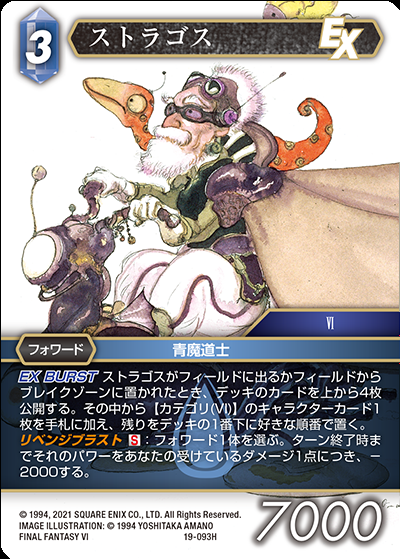 3
ストラゴス
EX
VI
フォワード
青魔道士
EX BURST ストラゴスがフィールドに出るかフィールドから
ブレイクゾーンに置かれたとき、デッキのカードを上から4枚
公開する。その中から【カテゴリ(VI)】のキャラクターカード1
枚を手札に加え、残りをデッキの1番下に好きな順番で置く。
リベンジブラスト S:フォワード1体を選ぶ。ターン終了時ま
でそれのパワーをあなたの受けているダメージ1点につき、－
2000する。
© 1994, 2021 SQUARE ENIX CO., LTD. All Rights Reserved.
IMAGE ILLUSTRATION: © 1994 YOSHITAKA AMANO
FINAL FANTASY VI
19-093H
7000